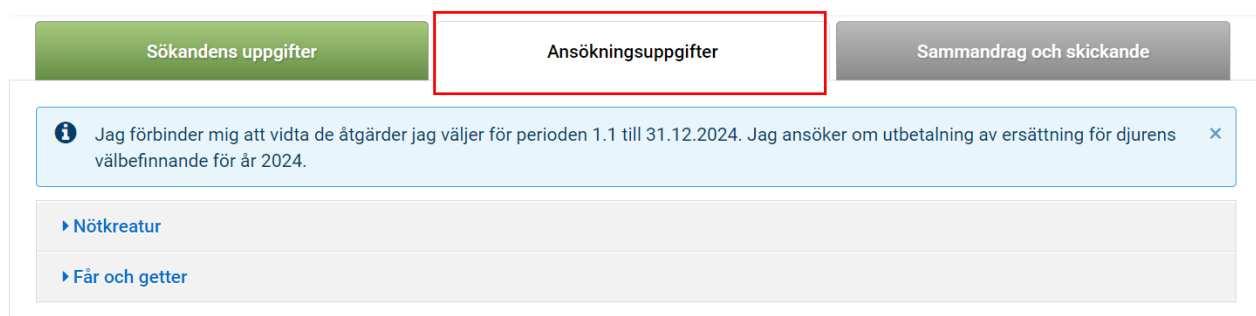 Sökandens uppgifter
Ansökningsuppgifter
Sammandrag och skickande
Jag förbinder mig att vidta de åtgärder jag väljer för perioden 1.1 till 31.12.2024. Jag ansöker om utbetalning av ersättning för djurens
välbefinnande för år 2024.
Nötkreatur
Får och getter